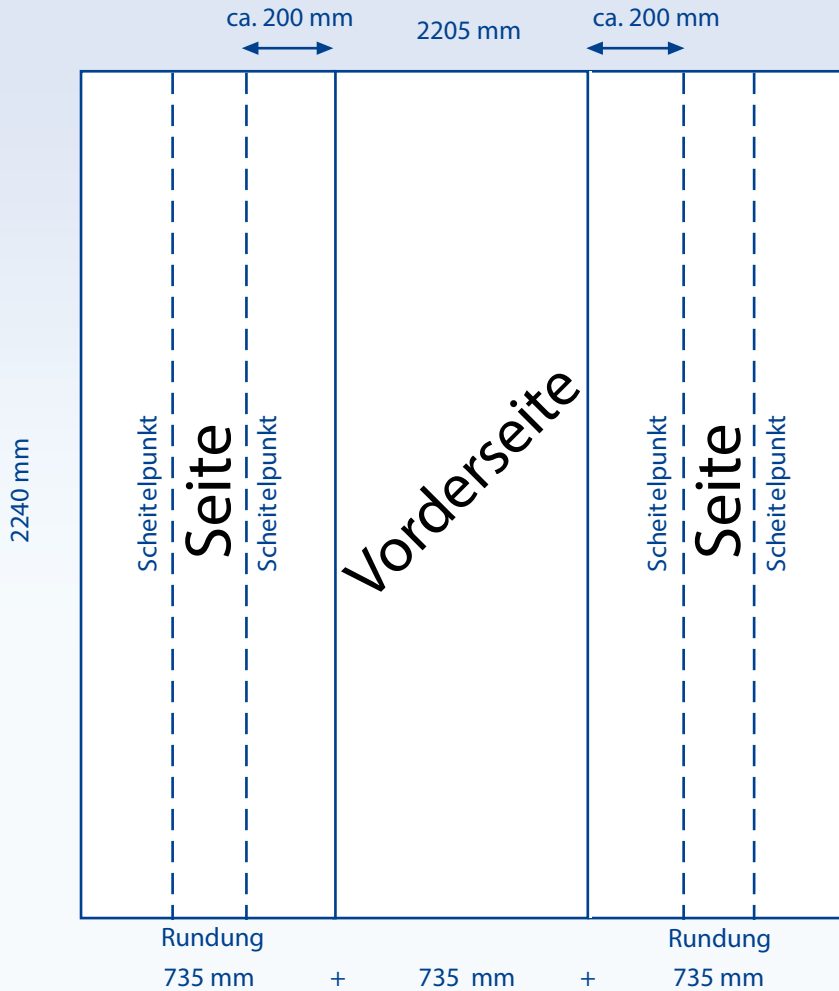 ca. 200 mm
2205 mm
ca. 200 mm
2240 mm
Scheitelpunkt
Seite
Scheitelpunkt
Vorderseite
Scheitelpunkt
Seite
Scheitelpunkt
Rundung
Rundung
735 mm + 735 mm + 735 mm